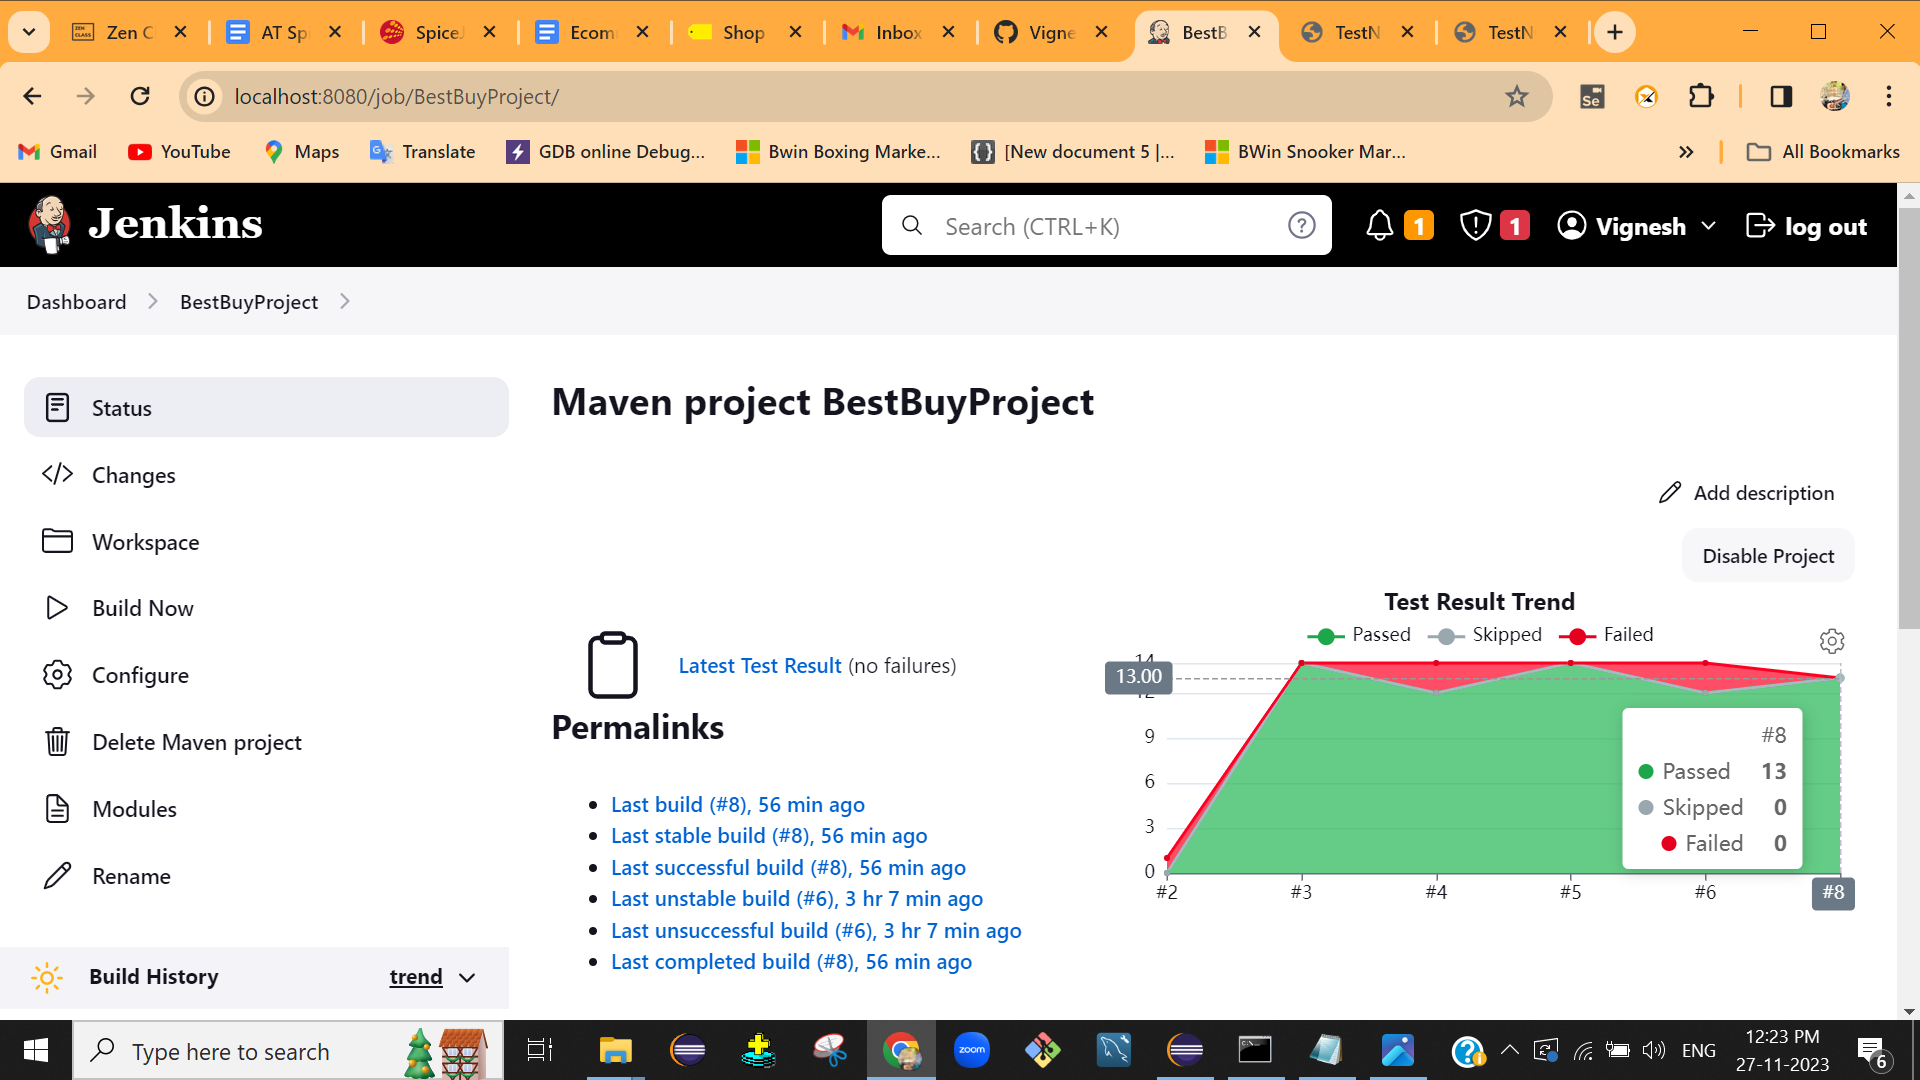 Zen C
AT Sp
SpiceJ
Ecom
Shop
Inbox
Vigne
BestB
TestN
TestN
localhost:8080/job/BestBuyProject/
Gmail
YouTube
Maps
Translate
GDB online Debug...
Bwin Boxing Marke...
[New document 5 |...
BWin Snooker Mar...
All Bookmarks
Jenkins
Search (CTRL+K)
1
1
Vignesh
log out
Dashboard
BestBuyProject
Status
Changes
Workspace
Build Now
Configure
Delete Maven project
Modules
Rename
Build History
trend
Maven project BestBuyProject
Add description
Disable Project
Latest Test Result (no failures)
Permalinks
Last build (#8), 56 min ago
Last stable build (#8), 56 min ago
Last successful build (#8), 56 min ago
Last unstable build (#6), 3 hr 7 min ago
Last unsuccessful build (#6), 3 hr 7 min ago
Last completed build (#8), 56 min ago
Test Result Trend
Passed
Skipped
Failed
14
13.00
12
9
6
3
0
#2
#3
#4
#5
#6
#8
#8
Passed 13
Skipped 0
Failed 0
Type here to search
zoom
ENG
12:23 PM
27-11-2023
6